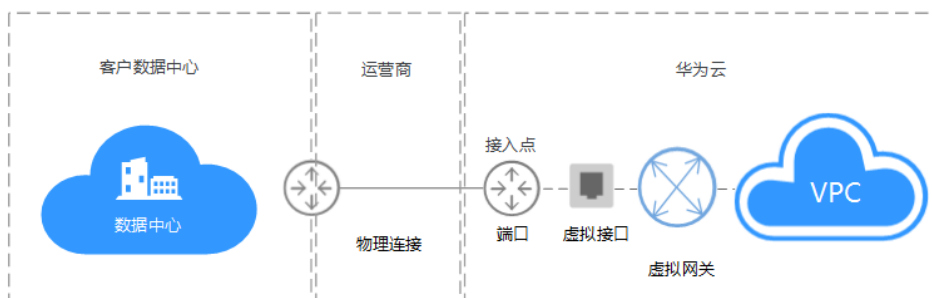 客户数据中心
运营商
华为云
接入点
数据中心
物理连接
端口
虚拟接口
虚拟网关
VPC